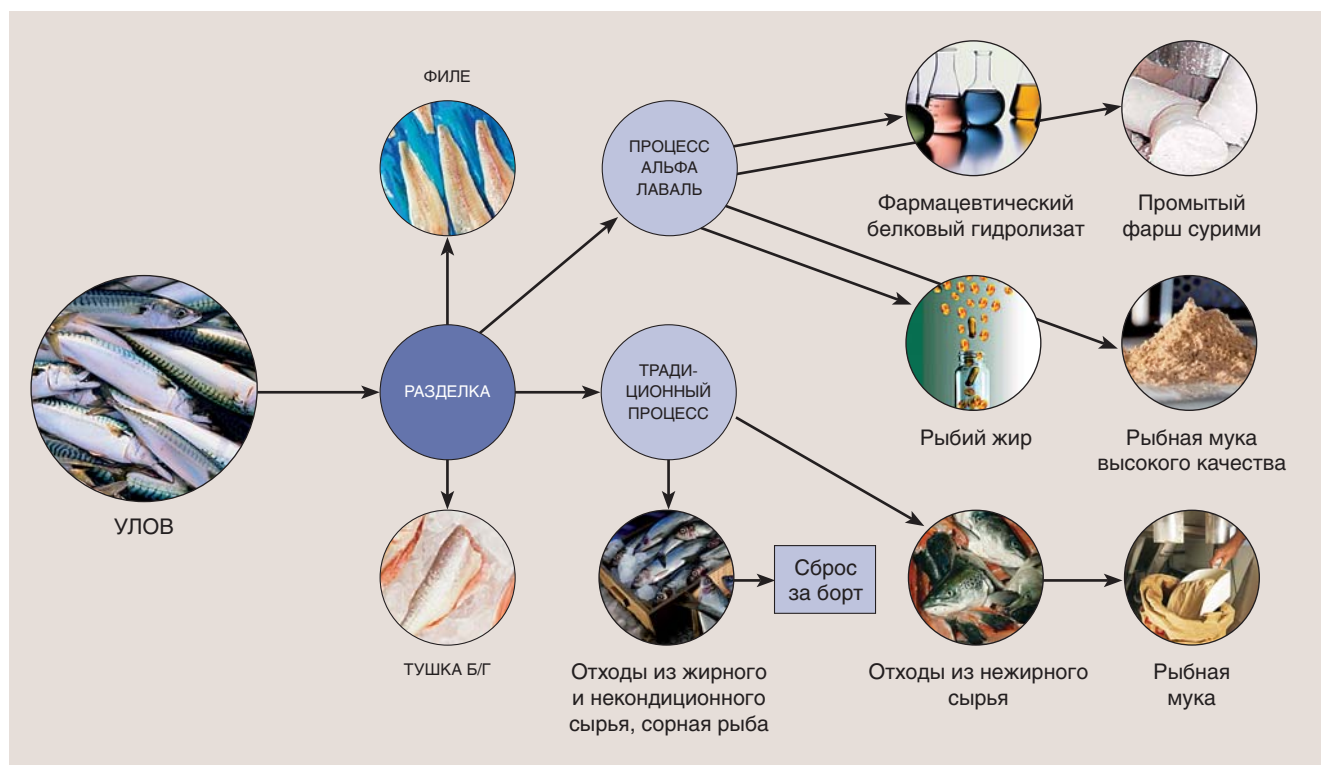 ФИЛЕ
ПРОЦЕСС
АЛЬФА
ЛАВАЛЬ
Фармацевтический
белковый гидролизат
Промытый
фарш сурими
УЛОВ
РАЗДЕЛКА
ТРАДИ-
ЦИОННЫЙ
ПРОЦЕСС
Рыбий жир
Рыбная мука
высокого качества
ТУШКА Б/Г
Отходы из жирного
и некондиционного
сырья, сорная рыба
Сброс
за борт
Отходы из нежирного
сырья
Рыбная
мука